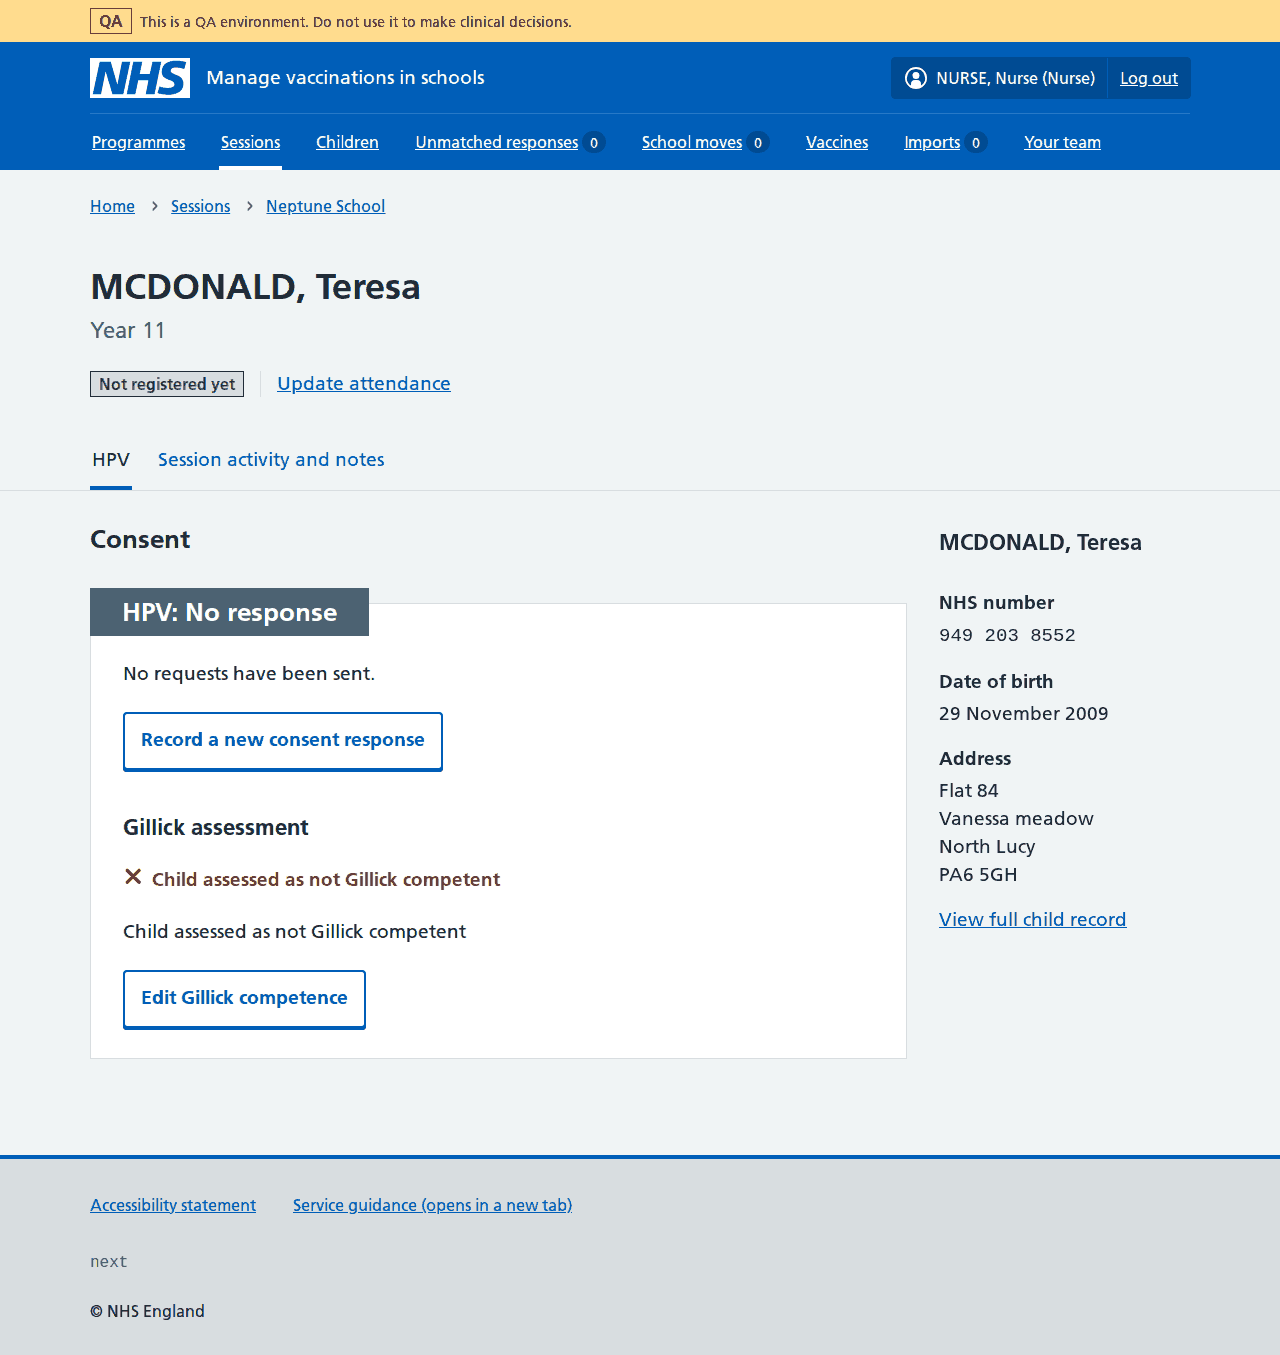 QA This is a QA environment. Do not use it to make clinical decisions.
NHS Manage vaccinations in schools NURSE, Nurse (Nurse) Log out
Programmes Sessions Children Unmatched responses 0 School moves 0 Vaccines Imports 0 Your team
Home Sessions Neptune School
MCDONALD, Teresa
Year 11
Not registered yet Update attendance
HPV Session activity and notes
Consent
HPV: No response
No requests have been sent.
Record a new consent response
Gillick assessment
Child assessed as not Gillick competent
Child assessed as not Gillick competent
Edit Gillick competence
MCDONALD, Teresa
NHS number
949 203 8552
Date of birth
29 November 2009
Address
Flat 84
Vanessa meadow
North Lucy
PA6 5GH
View full child record
Accessibility statement Service guidance (opens in a new tab)
next
© NHS England